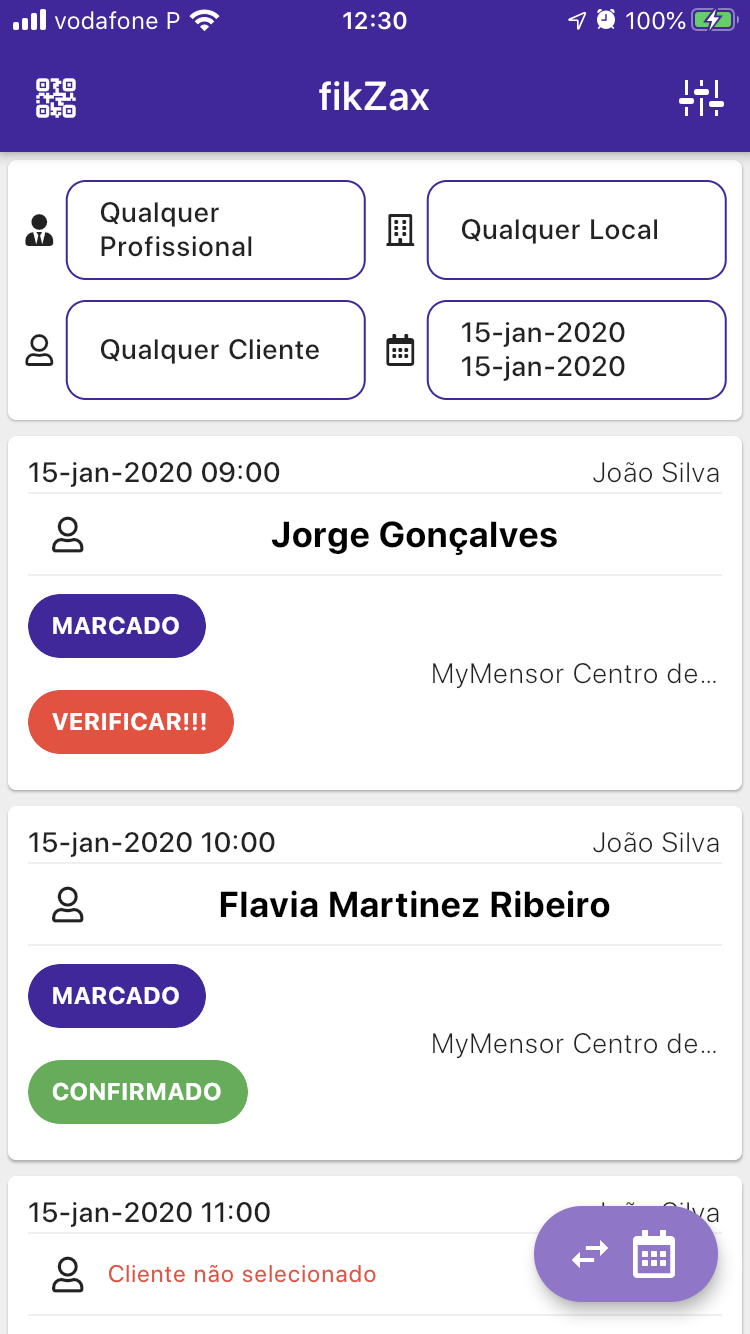 vodafone P 12:30 100%
fikZax
Qualquer
Profissional
Qualquer Local
Qualquer Cliente
15-jan-2020
15-jan-2020
15-jan-2020 09:00 João Silva
Jorge Gonçalves
MARCADO
MyMensor Centro de...
VERIFICAR!!!
15-jan-2020 10:00 João Silva
Flavia Martinez Ribeiro
MARCADO
MyMensor Centro de...
CONFIRMADO
15-jan-2020 11:00
Cliente não selecionado